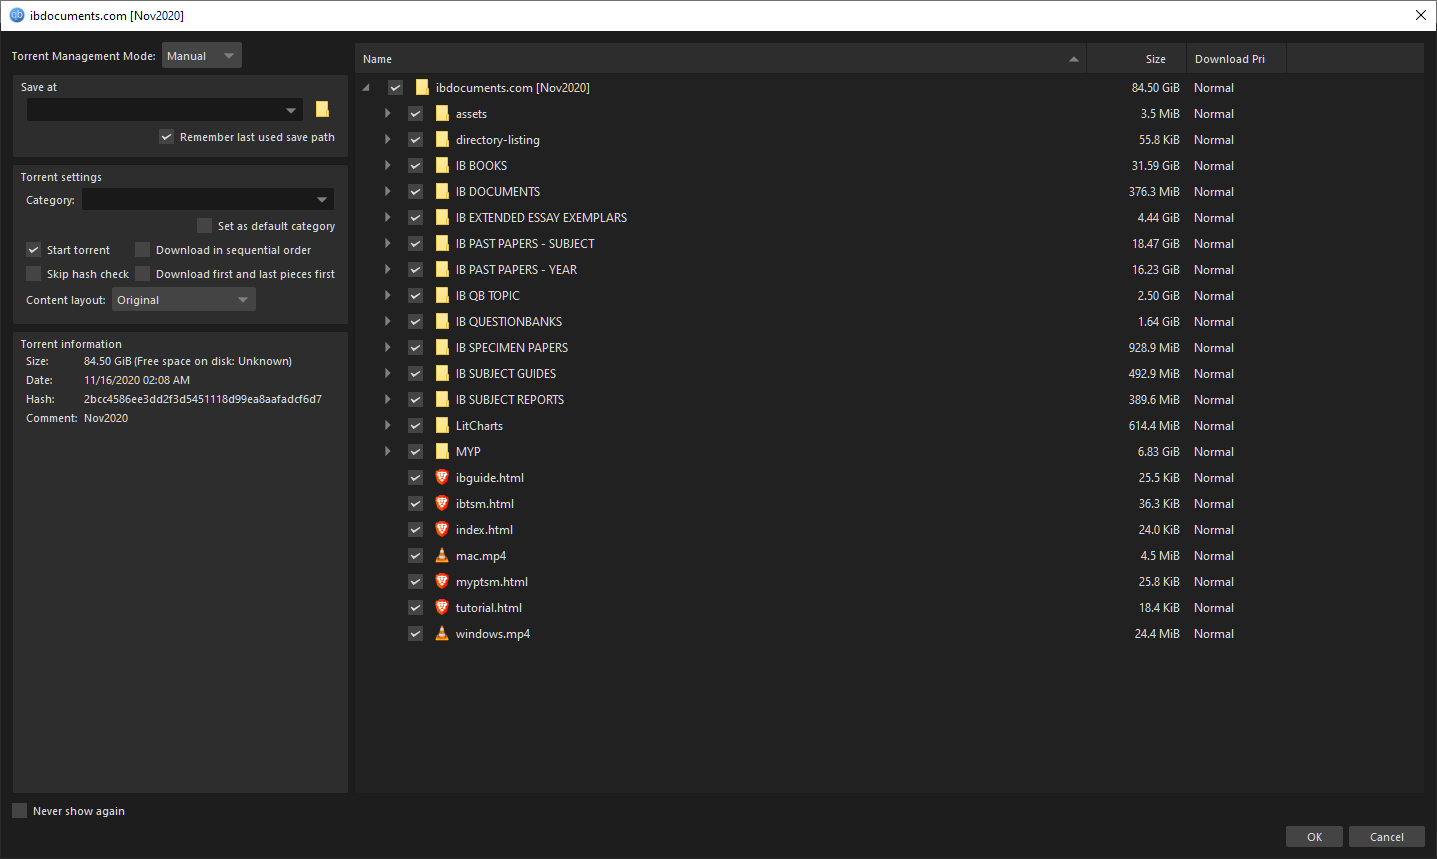 ibdocuments.com [Nov2020]
Torrent Management Mode: Manual
Save at
Remember last used save path
Torrent settings
Category:
Set as default category
Start torrent Download in sequential order
Skip hash check Download first and last pieces first
Content layout: Original
Torrent information
Size: 84.50 GiB (Free space on disk: Unknown)
Date: 11/16/2020 02:08 AM
Hash: 2bcc4586ee3dd2f3d5451118d99ea8aafadcf6d7
Comment: Nov2020
Never show again
Name Size Download Pri
ibdocuments.com [Nov2020] 84.50 GiB Normal
assets 3.5 MiB Normal
directory-listing 55.8 KiB Normal
IB BOOKS 31.59 GiB Normal
IB DOCUMENTS 376.3 MiB Normal
IB EXTENDED ESSAY EXEMPLARS 4.44 GiB Normal
IB PAST PAPERS - SUBJECT 18.47 GiB Normal
IB PAST PAPERS - YEAR 16.23 GiB Normal
IB QB TOPIC 2.50 GiB Normal
IB QUESTIONBANKS 1.64 GiB Normal
IB SPECIMEN PAPERS 928.9 MiB Normal
IB SUBJECT GUIDES 492.9 MiB Normal
IB SUBJECT REPORTS 389.6 MiB Normal
LitCharts 614.4 MiB Normal
MYP 6.83 GiB Normal
ibguide.html 25.5 KiB Normal
ibtsm.html 36.3 KiB Normal
index.html 24.0 KiB Normal
mac.mp4 4.5 MiB Normal
myptsm.html 25.8 KiB Normal
tutorial.html 18.4 KiB Normal
windows.mp4 24.4 MiB Normal
OK Cancel